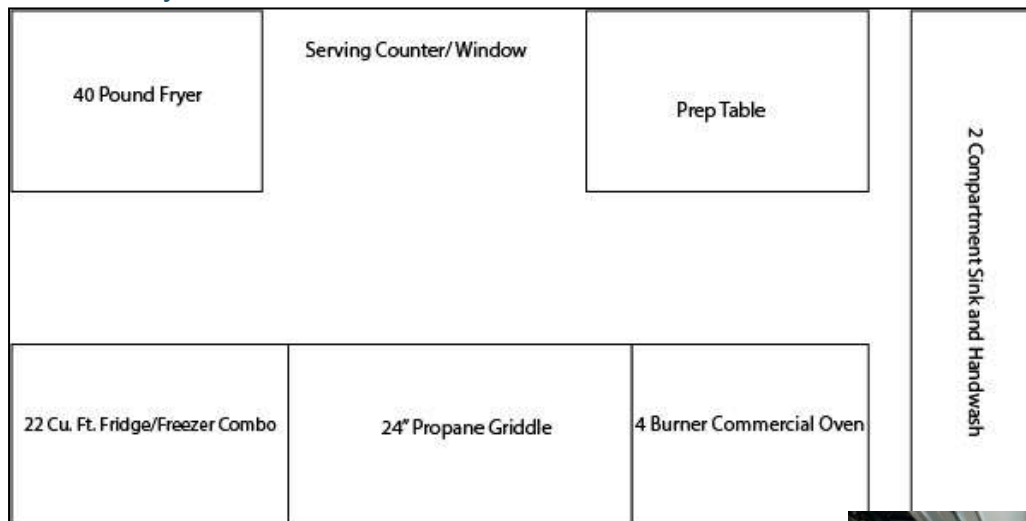 Serving Counter/ Window
40 Pound Fryer
Prep Table
2 Compartment Sink and Handwash
22 Cu. Ft. Fridge/Freezer Combo
24” Propane Griddle
4 Burner Commercial Oven